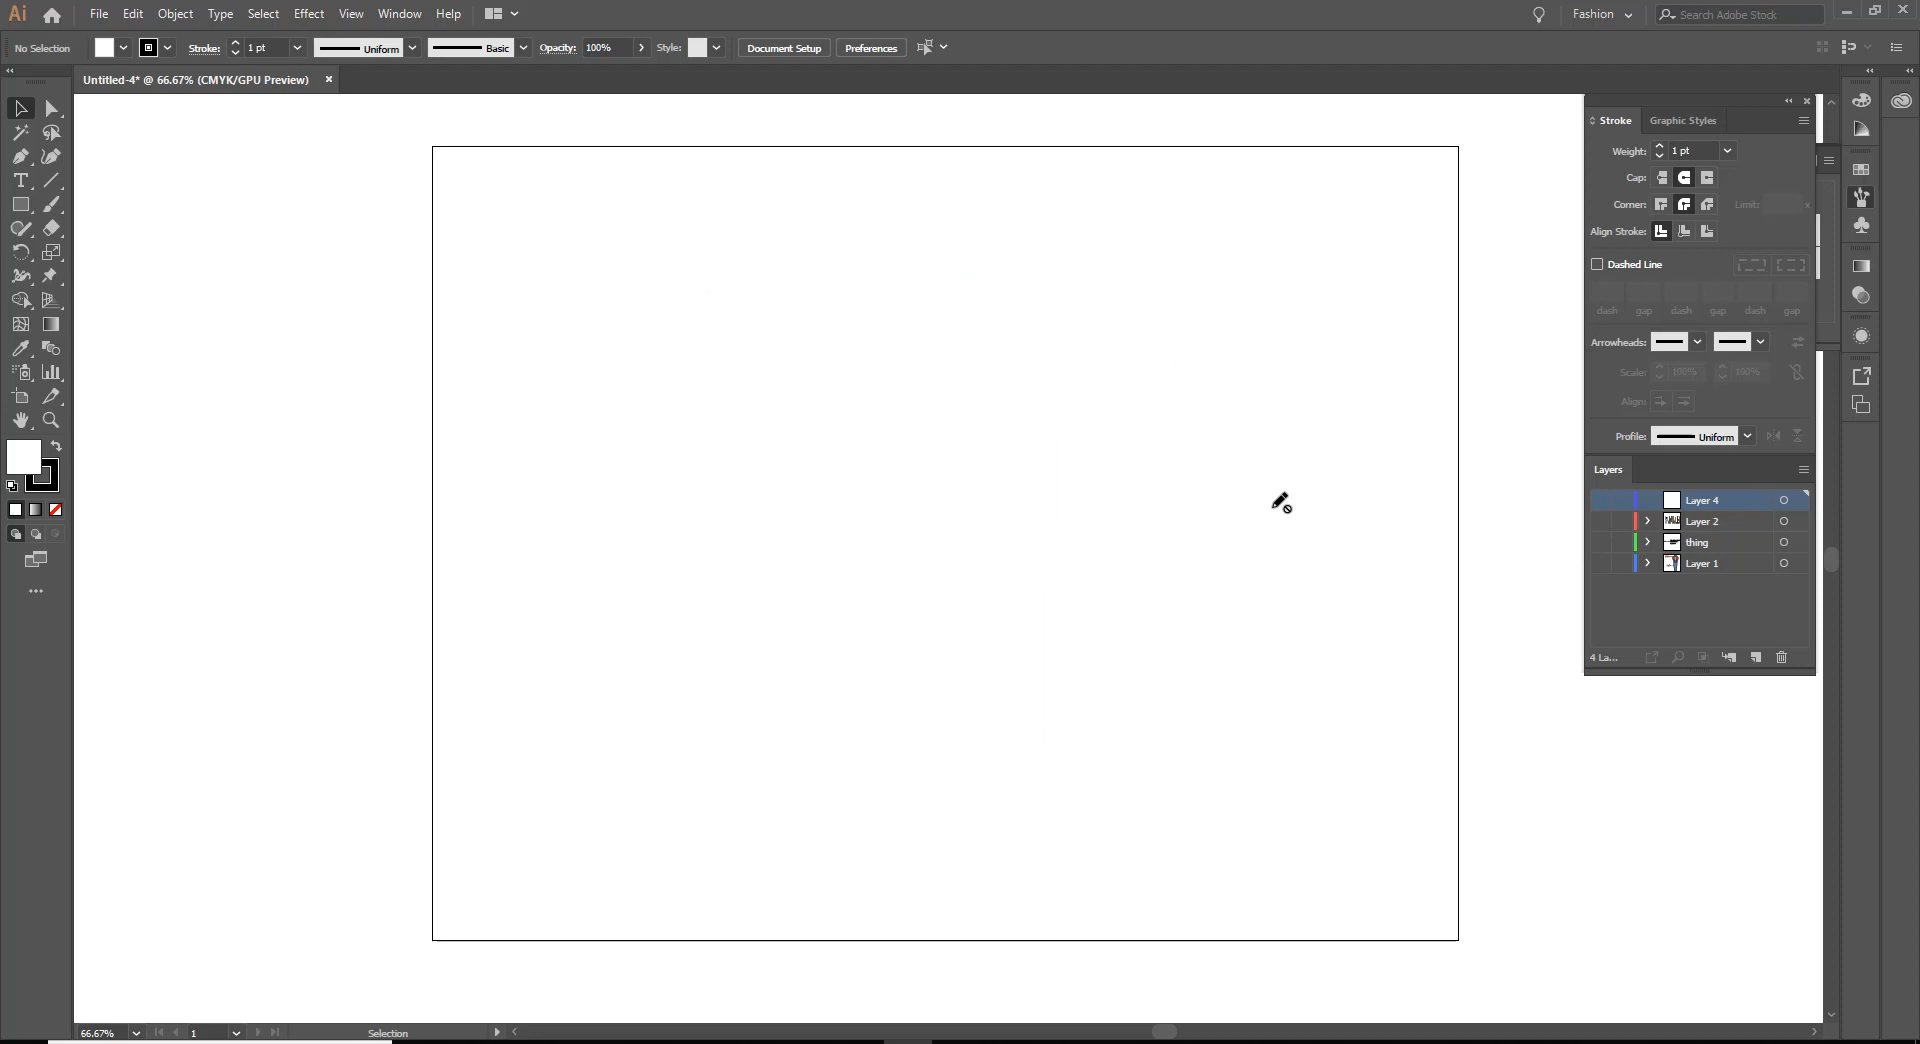 Ai File Edit Object Type Select Effect View Window Help Fashion Search Adobe Stock
No Selection Stroke: 1 pt Uniform Basic Opacity: 100% Style: Document Setup Preferences
Untitled-4* @ 66.67% (CMYK/GPU Preview)
Stroke Graphic Styles
Weight: 1 pt
Cap:
Corner: Limit: x
Align Stroke:
Dashed Line
dash gap dash gap dash gap
Arrowheads:
Scale: 100% 100%
Align:
Profile: Uniform
Layers
Layer 4
Layer 2
thing
Layer 1
4 La...
66.67% 1 Selection